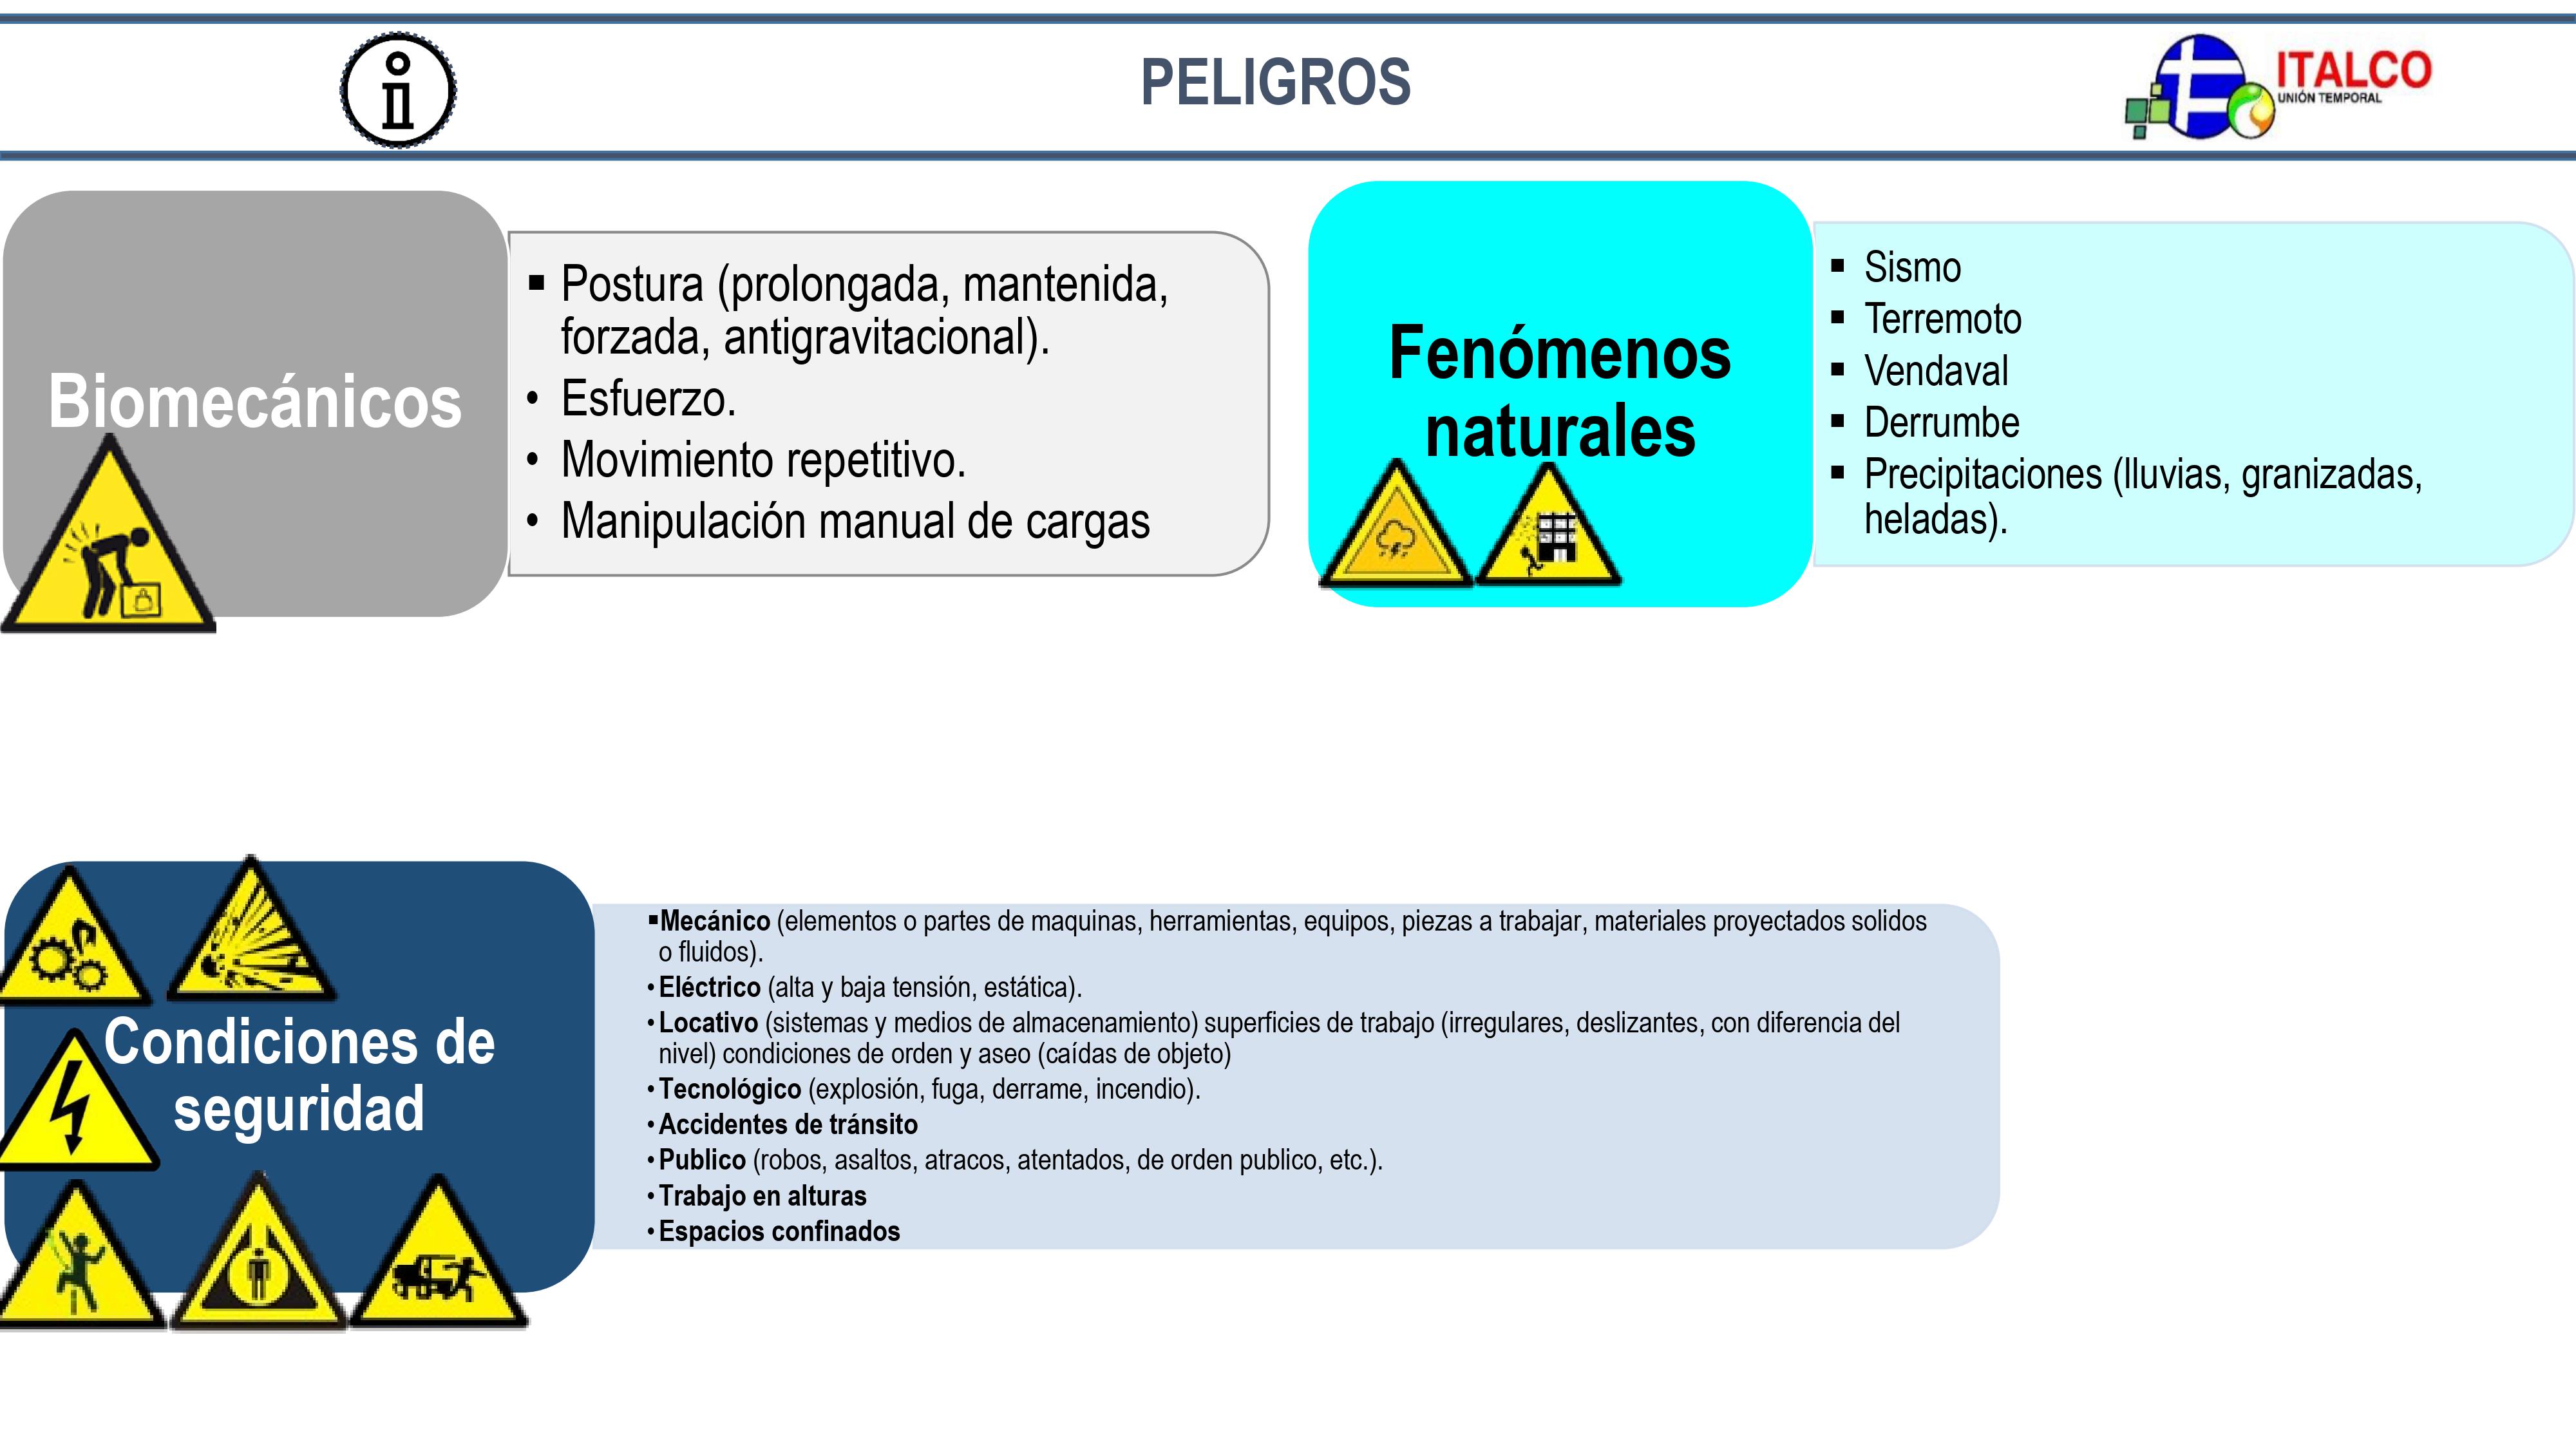 PELIGROS
ITALCO
UNIÓN TEMPORAL
Biomecánicos
▪ Postura (prolongada, mantenida,
forzada, antigravitacional).
• Esfuerzo.
• Movimiento repetitivo.
• Manipulación manual de cargas
Fenómenos
naturales
▪ Sismo
▪ Terremoto
▪ Vendaval
▪ Derrumbe
▪ Precipitaciones (lluvias, granizadas,
heladas).
Condiciones de
seguridad
▪Mecánico (elementos o partes de maquinas, herramientas, equipos, piezas a trabajar, materiales proyectados solidos
o fluidos).
• Eléctrico (alta y baja tensión, estática).
• Locativo (sistemas y medios de almacenamiento) superficies de trabajo (irregulares, deslizantes, con diferencia del
nivel) condiciones de orden y aseo (caídas de objeto)
• Tecnológico (explosión, fuga, derrame, incendio).
• Accidentes de tránsito
• Publico (robos, asaltos, atracos, atentados, de orden publico, etc.).
• Trabajo en alturas
• Espacios confinados